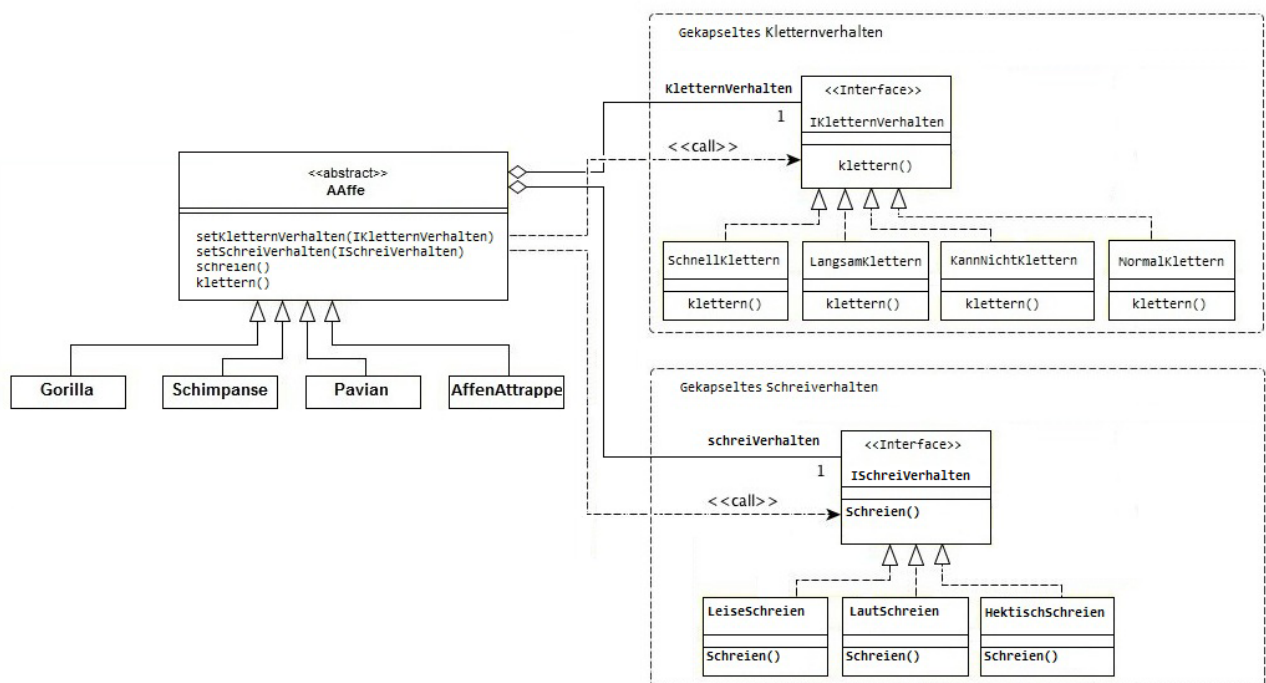 Gekapseltes Kletternverhalten
KletternVerhalten
1
<<Interface>>
IKletternVerhalten
klettern()
<<call>>
<<abstract>>
AAffe
setKletternVerhalten(IKletternVerhalten)
setSchreiVerhalten(ISchreiVerhalten)
schreien()
klettern()
SchnellKlettern
klettern()
LangsamKlettern
klettern()
KannNichtKlettern
klettern()
NormalKlettern
klettern()
Gorilla
Schimpanse
Pavian
AffenAttrappe
Gekapseltes Schreiverhalten
schreiVerhalten
1
<<Interface>>
ISchreiVerhalten
Schreien()
<<call>>
LeiseSchreien
Schreien()
LautSchreien
Schreien()
HektischSchreien
Schreien()